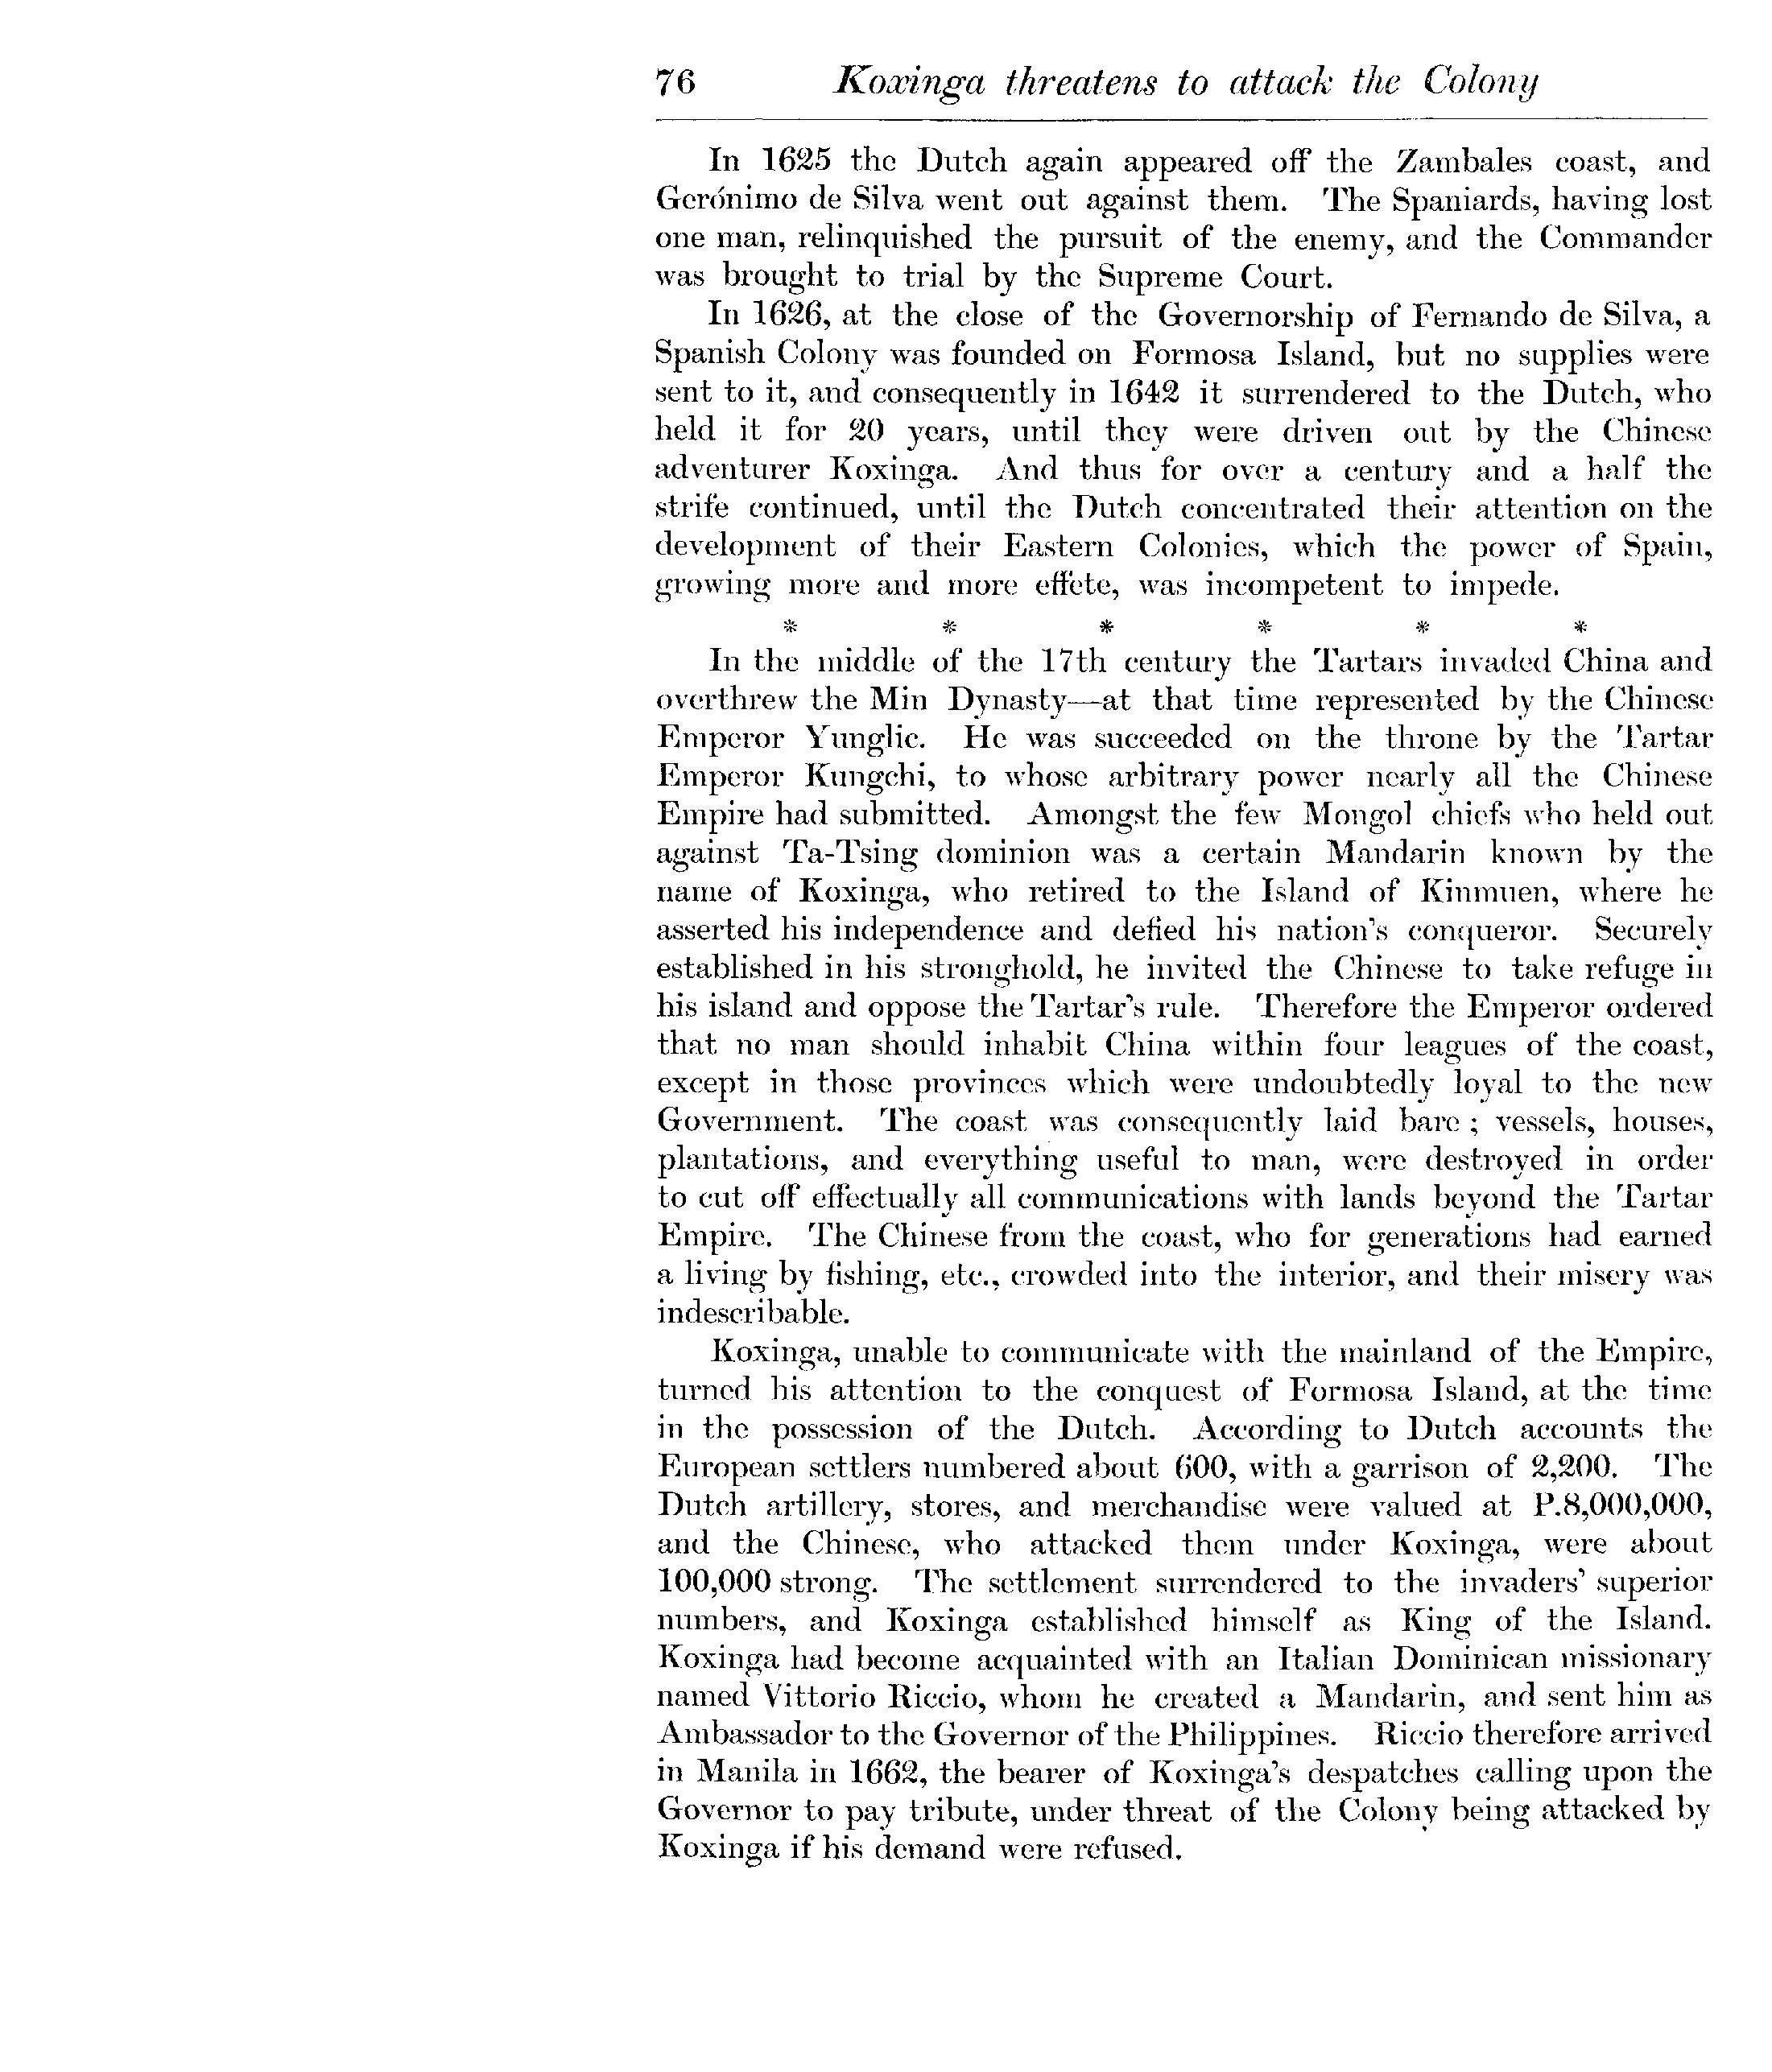 76 Koxinga threatens to attack the Colony
In 1625 the Dutch again appeared off the Zambales coast, and
Gerónimo de Silva went out against them. The Spaniards, having lost
one man, relinquished the pursuit of the enemy, and the Commander
was brought to trial by the Supreme Court.
In 1626, at the close of the Governorship of Fernando de Silva, a
Spanish Colony was founded on Formosa Island, but no supplies were
sent to it, and consequently in 1642 it surrendered to the Dutch, who
held it for 20 years, until they were driven out by the Chinese
adventurer Koxinga. And thus for over a century and a half the
strife continued, until the Dutch concentrated their attention on the
development of their Eastern Colonies, which the power of Spain,
growing more and more effete, was incompetent to impede.
* * * * * *
In the middle of the 17th century the Tartars invaded China and
overthrew the Min Dynasty—at that time represented by the Chinese
Emperor Yunglic. He was succeeded on the throne by the Tartar
Emperor Kungchi, to whose arbitrary power nearly all the Chinese
Empire had submitted. Amongst the few Mongol chiefs who held out
against Ta-Tsing dominion was a certain Mandarin known by the
name of Koxinga, who retired to the Island of Kinmuen, where he
asserted his independence and defied his nation's conqueror. Securely
established in his stronghold, he invited the Chinese to take refuge in
his island and oppose the Tartar's rule. Therefore the Emperor ordered
that no man should inhabit China within four leagues of the coast,
except in those provinces which were undoubtedly loyal to the new
Government. The coast was consequently laid bare ; vessels, houses,
plantations, and everything useful to man, were destroyed in order
to cut off effectually all communications with lands beyond the Tartar
Empire. The Chinese from the coast, who for generations had earned
a living by fishing, etc., crowded into the interior, and their misery was
indescribable.
Koxinga, unable to communicate with the mainland of the Empire,
turned his attention to the conquest of Formosa Island, at the time
in the possession of the Dutch. According to Dutch accounts the
European settlers numbered about 600, with a garrison of 2,200. The
Dutch artillery, stores, and merchandise were valued at P.8,000,000,
and the Chinese, who attacked them under Koxinga, were about
100,000 strong. The settlement surrendered to the invaders' superior
numbers, and Koxinga established himself as King of the Island.
Koxinga had become acquainted with an Italian Dominican missionary
named Vittorio Riccio, whom he created a Mandarin, and sent him as
Ambassador to the Governor of the Philippines. Riccio therefore arrived
in Manila in 1662, the bearer of Koxinga's despatches calling upon the
Governor to pay tribute, under threat of the Colony being attacked by
Koxinga if his demand were refused.